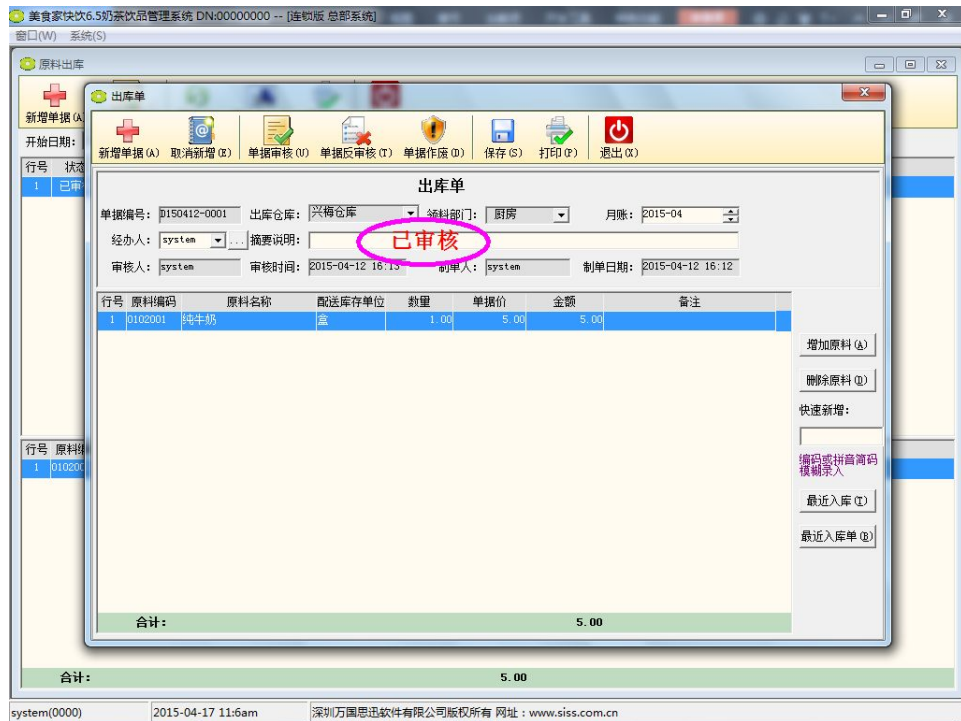 美食家快饮6.5奶茶饮品管理系统 DN:00000000 -- [连锁版 总部系统]
窗口(W) 系统(S)
原料出库
出库单
新增单据(A
新增单据(A) 取消新增(E) 单据审核(U) 单据反审核(T) 单据作废(D) 保存(S) 打印(P) 退出(X)
开始日期:
行号 状态
1 已审
出库单
单据编号: D150412-0001 出库仓库: 兴梅仓库 领料部门: 厨房 月账: 2015-04
经办人: system ... 摘要说明:
已审核
审核人: system 审核时间: 2015-04-12 16:13 制单人: system 制单日期: 2015-04-12 16:12
行号 原料编码 原料名称 配送库存单位 数量 单据价 金额 备注
1 0102001 纯牛奶 盒 1.00 5.00 5.00
增加原料(A)
删除原料(D)
快速新增:
编码或拼音简码
模糊录入
最近入库(I)
最近入库单(B)
行号 原料编
1 010200
合计: 5.00
合计: 5.00
system(0000) 2015-04-17 11:6am 深圳万国思迅软件有限公司版权所有 网址:www.siss.com.cn